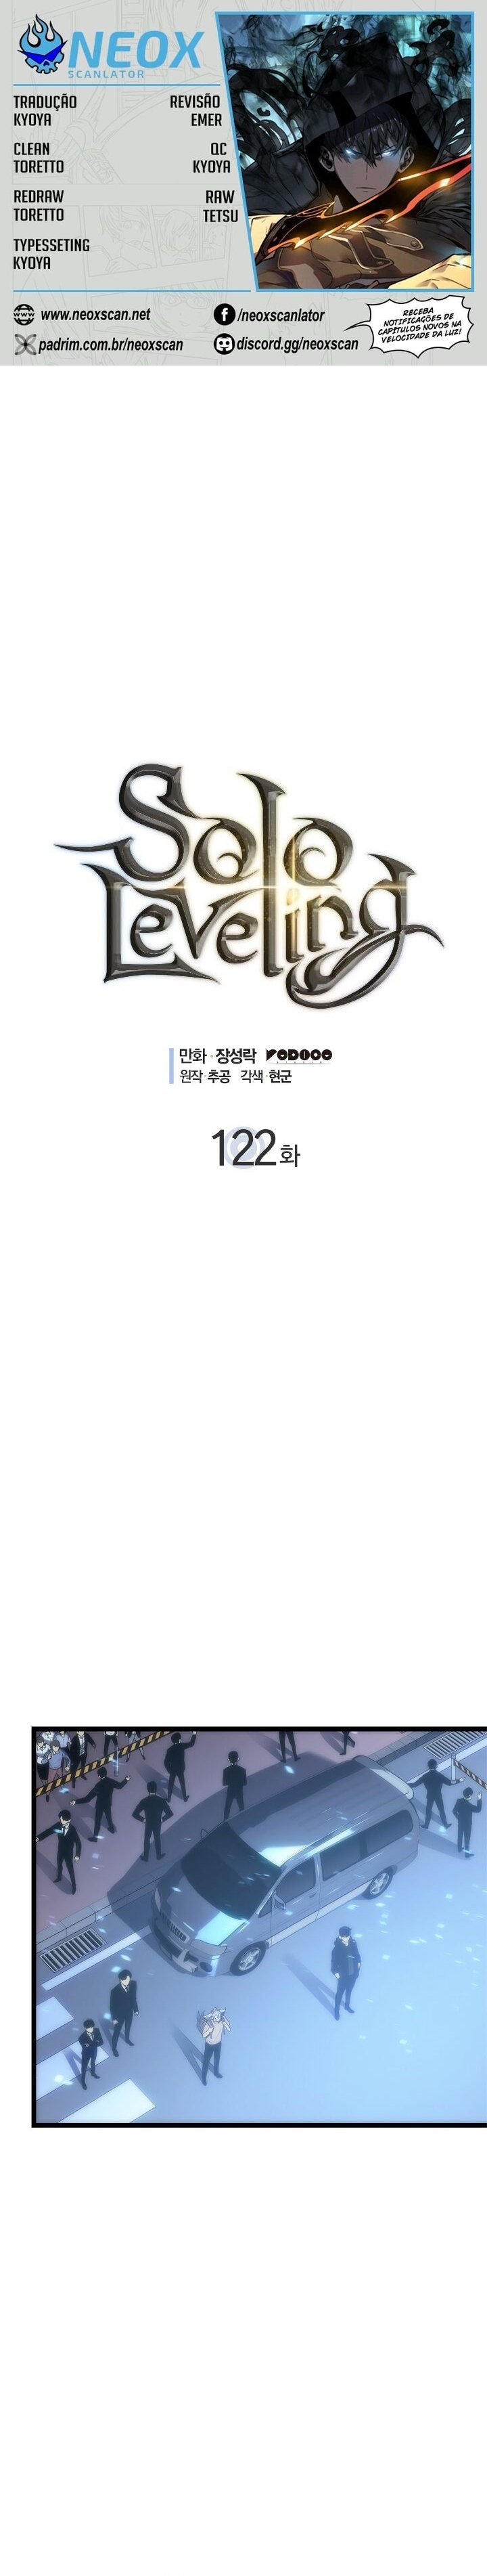 NEOX
SCANLATOR
TRADUÇÃO
KYOYA
REVISÃO
EMER
CLEAN
TORETTO
QC
KYOYA
REDRAW
TORETTO
RAW
TETSU
TYPESSETING
KYOYA
www.neoxscan.net
/neoxscanlator
padrim.com.br/neoxscan
discord.gg/neoxscan
RECEBA
NOTIFICAÇÕES DE
CAPÍTULOS NOVOS NA
VELOCIDADE DA LUZ!
Solo
Leveling
만화·장성락 REDICE
원작·추공 각색·현군
122화